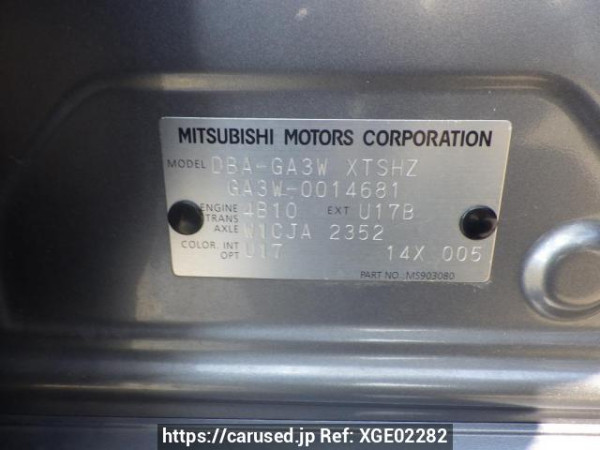 MITSUBISHI MOTORS CORPORATION
MODEL DBA-GA3W XTSHZ
GA3W-0014681
ENGINE 4B10 EXT U17B
TRANS
AXLE W1CJA 2352
COLOR. INT U17 14X 005
OPT
PART NO. MS903080
https://carused.jp Ref: XGE02282